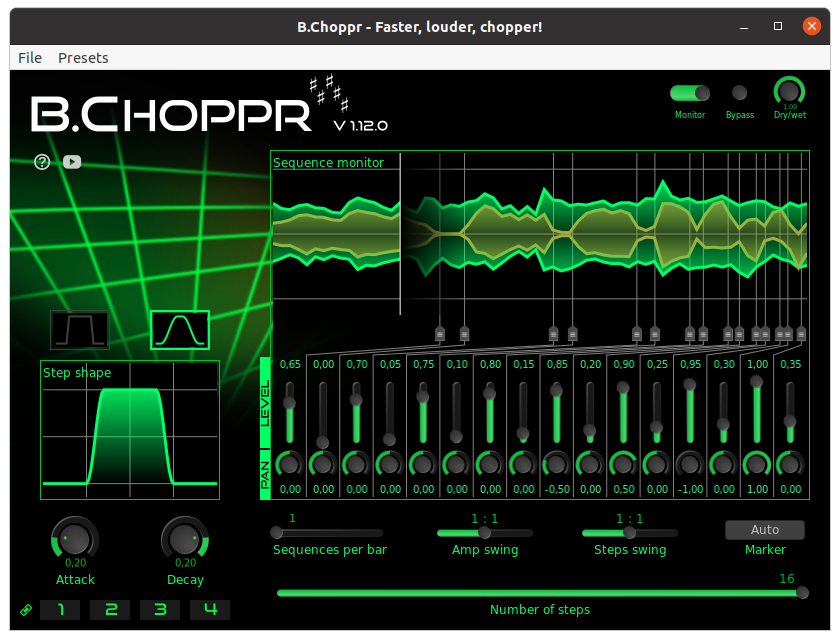 B.Choppr - Faster, louder, chopper!
File Presets
B.CHOPPR
V 1.12.0
1,00
Monitor Bypass Dry/wet
Sequence monitor
Step shape
LEVEL
0,65 0,00 0,70 0,05 0,75 0,10 0,80 0,15 0,85 0,20 0,90 0,25 0,95 0,30 1,00 0,35
PAN
0,00 0,00 0,00 0,00 0,00 0,00 0,00 0,00 -0,50 0,00 0,50 0,00 -1,00 0,00 1,00 0,00
1 1 : 1 1 : 1 Auto
Sequences per bar Amp swing Steps swing Marker
0,20 0,20
Attack Decay
16
Number of steps
1 2 3 4